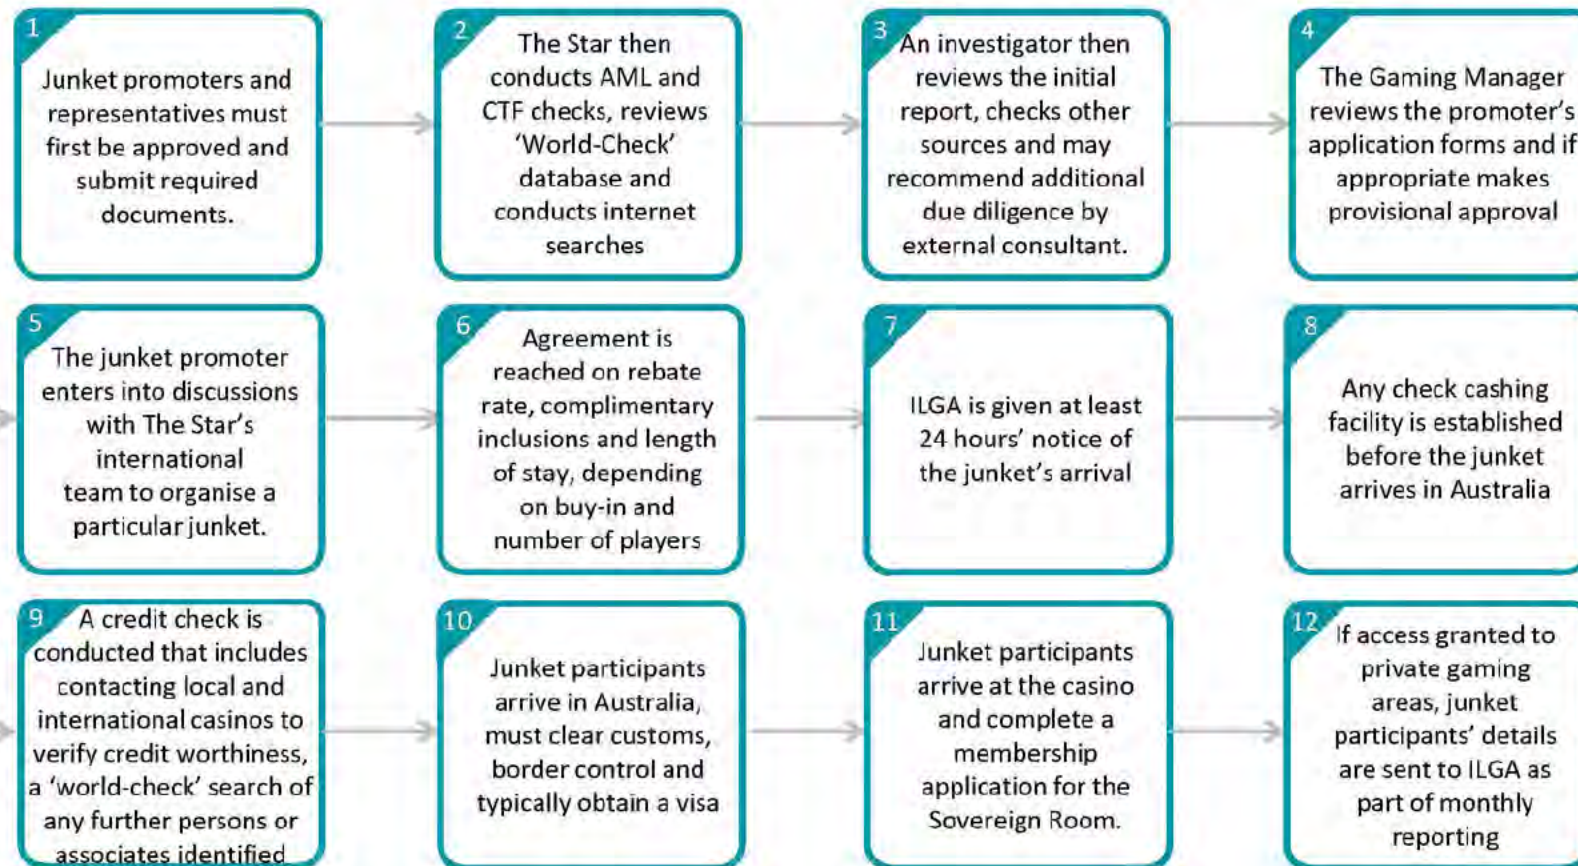 1
Junket promoters and
representatives must
first be approved and
submit required
documents.
2
The Star then
conducts AML and
CTF checks, reviews
‘World-Check’
database and
conducts internet
searches
3
An investigator then
reviews the initial
report, checks other
sources and may
recommend additional
due diligence by
external consultant.
4
The Gaming Manager
reviews the promoter’s
application forms and if
appropriate makes
provisional approval
5
The junket promoter
enters into discussions
with The Star’s
international
team to organise a
particular junket.
6
Agreement is
reached on rebate
rate, complimentary
inclusions and length
of stay, depending
on buy-in and
number of players
7
ILGA is given at least
24 hours’ notice of
the junket’s arrival
8
Any check cashing
facility is established
before the junket
arrives in Australia
9
A credit check is
conducted that includes
contacting local and
international casinos to
verify credit worthiness,
a ‘world-check’ search of
any further persons or
associates identified
10
Junket participants
arrive in Australia,
must clear customs,
border control and
typically obtain a visa
11
Junket participants
arrive at the casino
and complete a
membership
application for the
Sovereign Room.
12
If access granted to
private gaming
areas, junket
participants’ details
are sent to ILGA as
part of monthly
reporting